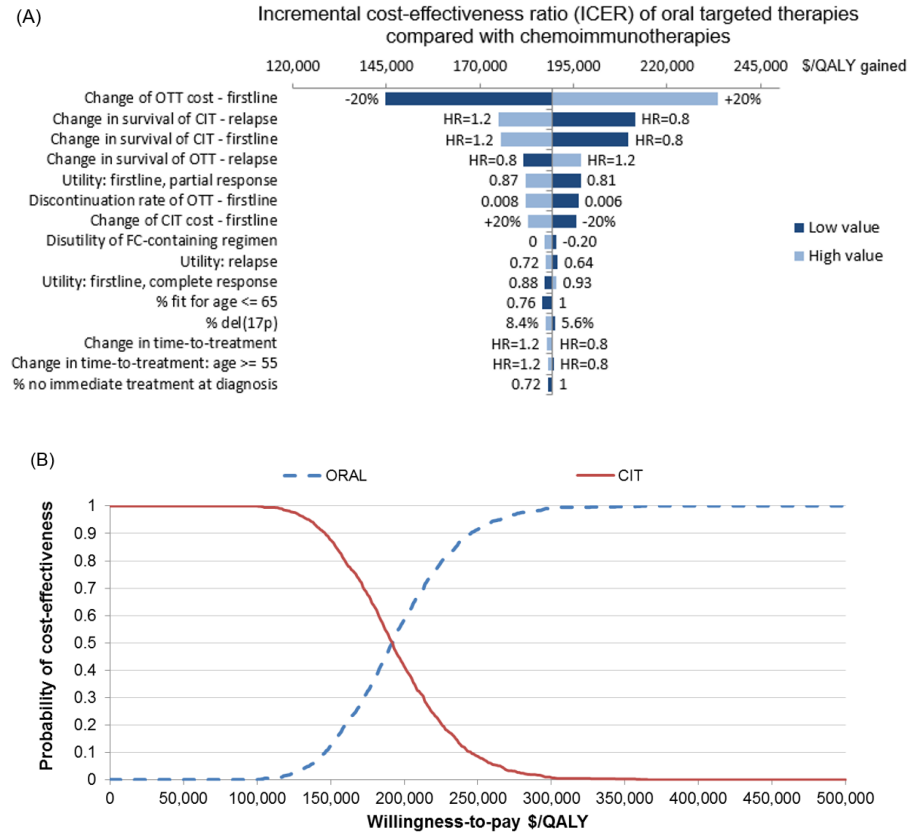 (A)
Incremental cost-effectiveness ratio (ICER) of oral targeted therapies
compared with chemoimmunotherapies
120,000 145,000 170,000 195,000 220,000 245,000 $/QALY gained
Change of OTT cost - firstline -20% +20%
Change in survival of CIT - relapse HR=1.2 HR=0.8
Change in survival of CIT - firstline HR=1.2 HR=0.8
Change in survival of OTT - relapse HR=0.8 HR=1.2
Utility: firstline, partial response 0.87 0.81
Discontinuation rate of OTT - firstline 0.008 0.006
Change of CIT cost - firstline +20% -20%
Low value
Disutility of FC-containing regimen 0 -0.20
High value
Utility: relapse 0.72 0.64
Utility: firstline, complete response 0.88 0.93
% fit for age <= 65 0.76 1
% del(17p) 8.4% 5.6%
Change in time-to-treatment HR=1.2 HR=0.8
Change in time-to-treatment: age >= 55 HR=1.2 HR=0.8
% no immediate treatment at diagnosis 0.72 1
(B)
ORAL CIT
Probability of cost-effectiveness
1
0.9
0.8
0.7
0.6
0.5
0.4
0.3
0.2
0.1
0
0 50,000 100,000 150,000 200,000 250,000 300,000 350,000 400,000 450,000 500,000
Willingness-to-pay $/QALY